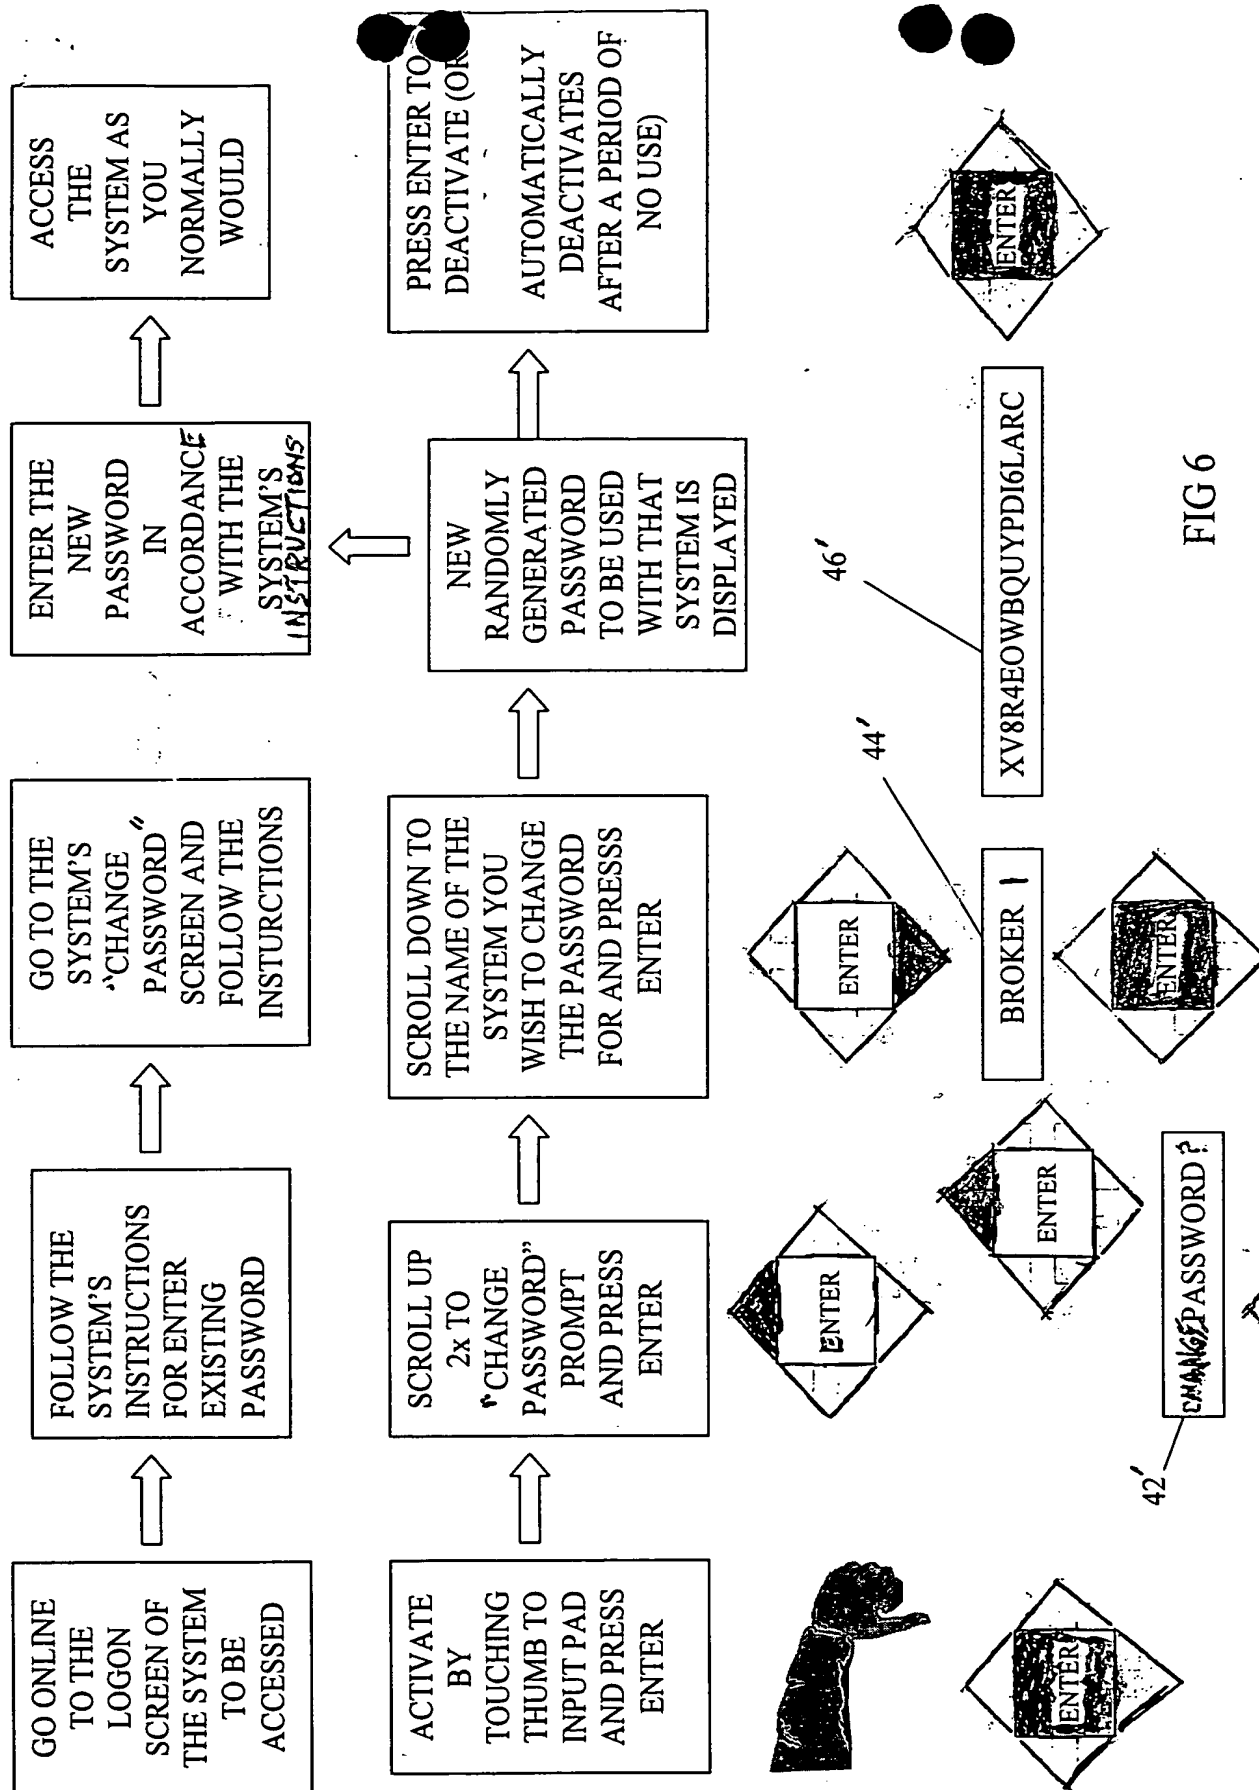 GO ONLINE
TO THE
LOGON
SCREEN OF
THE SYSTEM
TO BE
ACCESSED
FOLLOW THE
SYSTEM'S
INSTRUCTIONS
FOR ENTER
EXISTING
PASSWORD
GO TO THE
SYSTEM'S
"CHANGE
PASSWORD"
SCREEN AND
FOLLOW THE
INSTURCTIONS
ENTER THE
NEW
PASSWORD
IN
ACCORDANCE
WITH THE
SYSTEM'S
INSTRUCTIONS
ACCESS
THE
SYSTEM AS
YOU
NORMALLY
WOULD
ACTIVATE
BY
TOUCHING
THUMB TO
INPUT PAD
AND PRESS
ENTER
SCROLL UP
2x TO
"CHANGE
PASSWORD"
PROMPT
AND PRESS
ENTER
SCROLL DOWN TO
THE NAME OF THE
SYSTEM YOU
WISH TO CHANGE
THE PASSWORD
FOR AND PRESSS
ENTER
NEW
RANDOMLY
GENERATED
PASSWORD
TO BE USED
WITH THAT
SYSTEM IS
DISPLAYED
PRESS ENTER TO
DEACTIVATE (OR
AUTOMATICALLY
DEACTIVATES
AFTER A PERIOD OF
NO USE)
ENTER
ENTER
ENTER
42'
CHANGE PASSWORD?
ENTER
44'
BROKER 1
ENTER
46'
XV8R4EOWBQUYPDI6LARC
ENTER
FIG 6